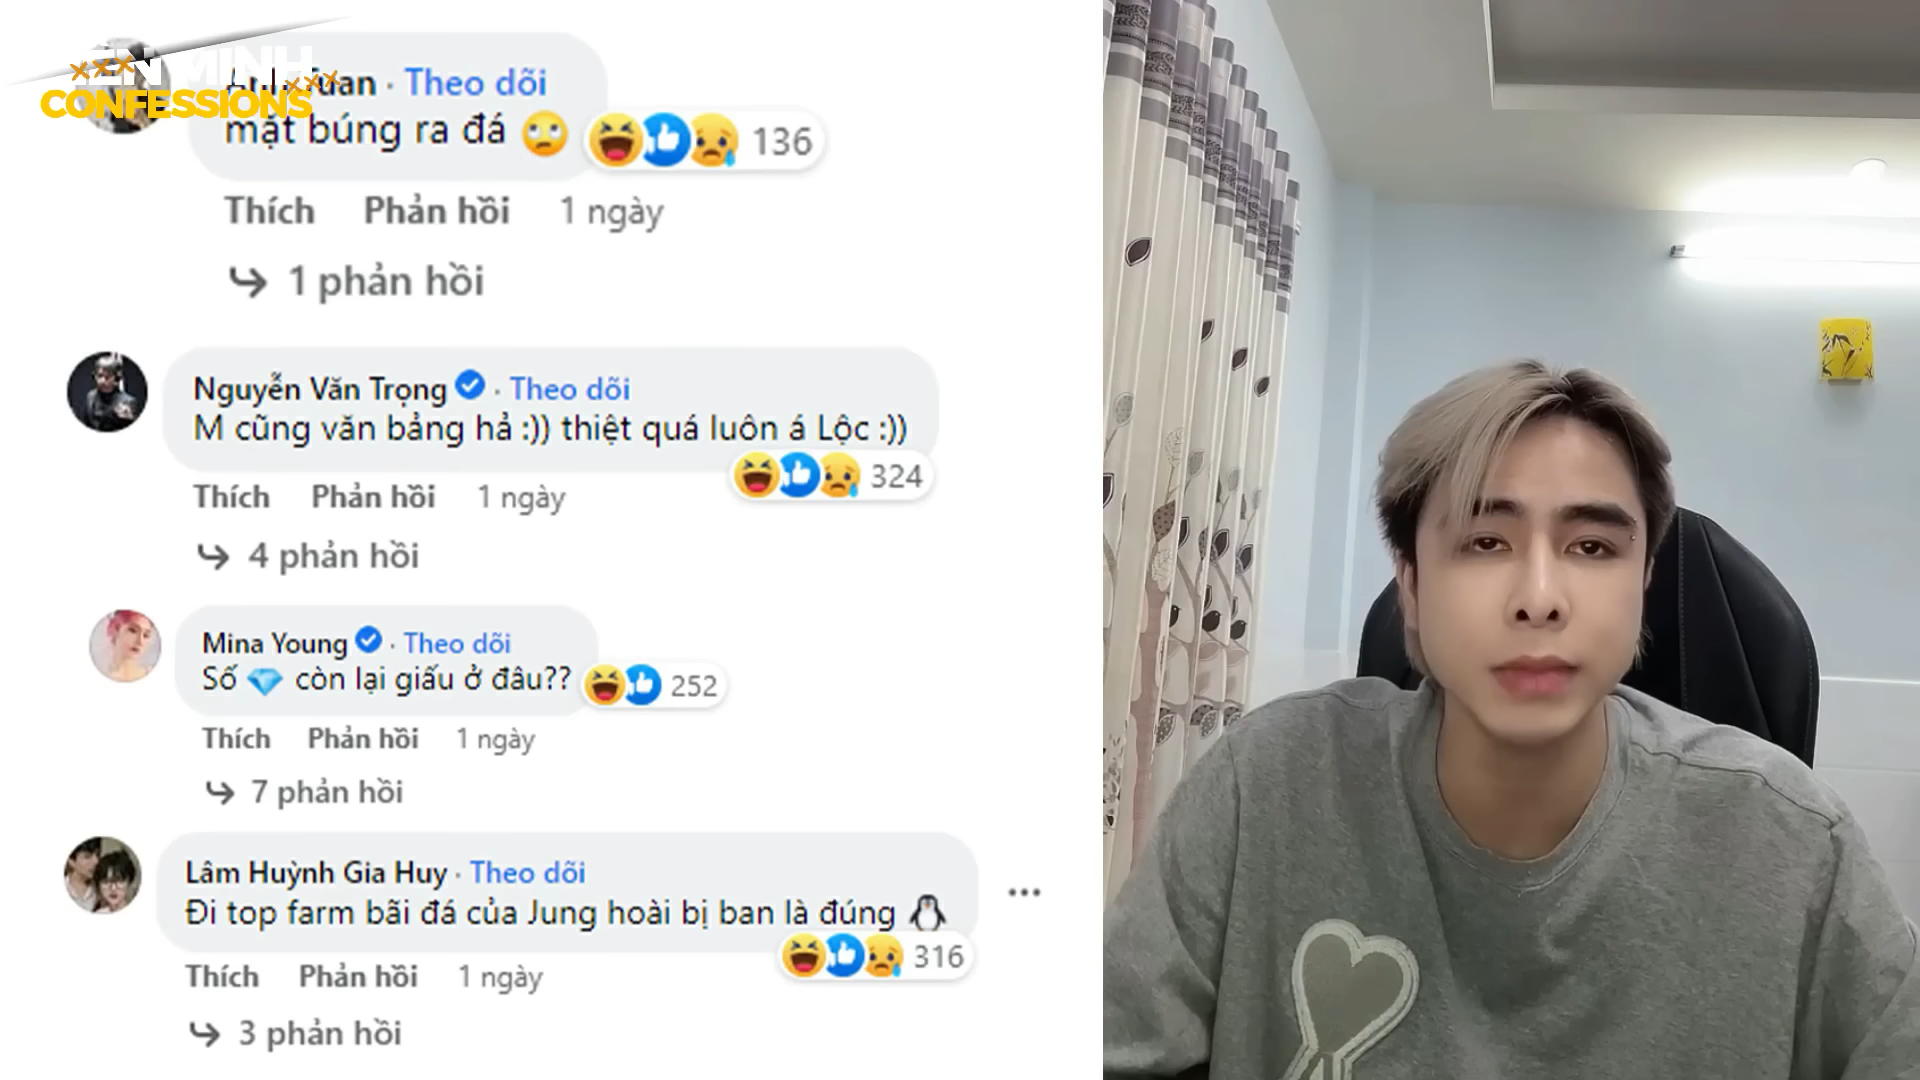 ÊN MINH
CONFESSIONS
Tuan · Theo dõi
mặt búng ra đá 🙄
136
Thích Phản hồi 1 ngày
1 phản hồi
Nguyễn Văn Trọng · Theo dõi
M cũng văn bảng hả :)) thiệt quá luôn á Lộc :))
324
Thích Phản hồi 1 ngày
4 phản hồi
Mina Young · Theo dõi
Số 💎 còn lại giấu ở đâu??
252
Thích Phản hồi 1 ngày
7 phản hồi
Lâm Huỳnh Gia Huy · Theo dõi
Đi top farm bãi đá của Jung hoài bị ban là đúng 🐧
316
Thích Phản hồi 1 ngày
3 phản hồi